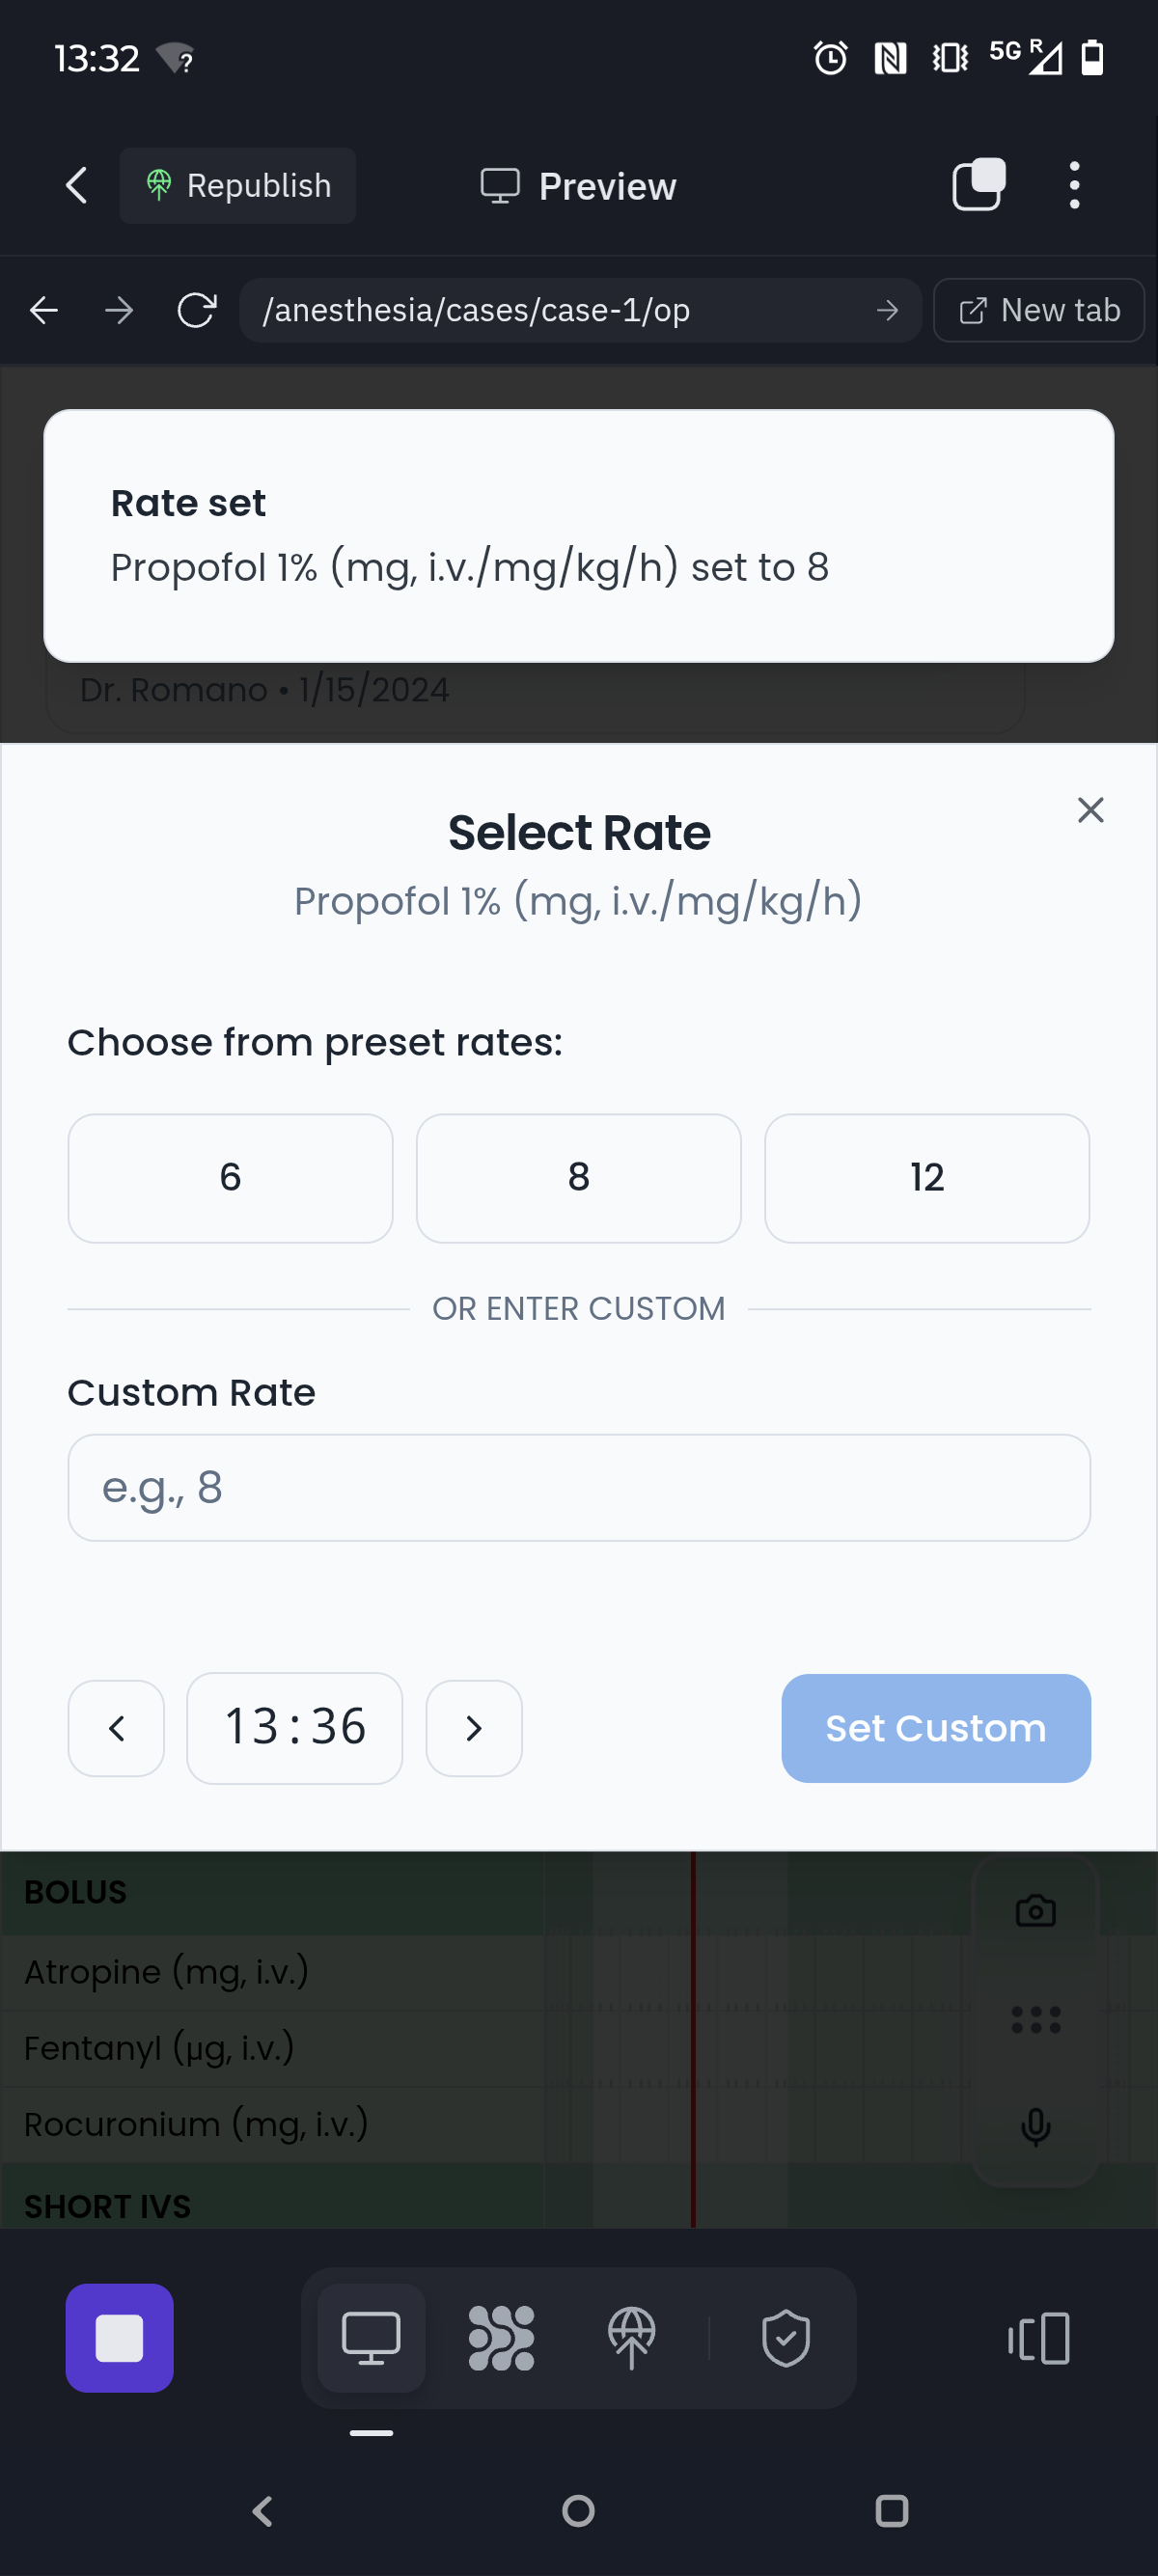 13:32
5G R
Republish
Preview
/anesthesia/cases/case-1/op
New tab
Rate set
Propofol 1% (mg, i.v./mg/kg/h) set to 8
Dr. Romano • 1/15/2024
Select Rate
Propofol 1% (mg, i.v./mg/kg/h)
Choose from preset rates:
6
8
12
OR ENTER CUSTOM
Custom Rate
e.g., 8
13:36
Set Custom
BOLUS
Atropine (mg, i.v.)
Fentanyl (µg, i.v.)
Rocuronium (mg, i.v.)
SHORT IVS